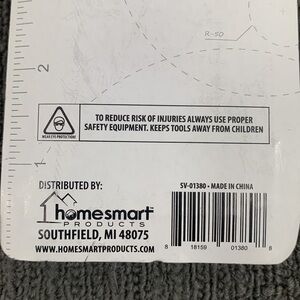 R-50
2
WEAR EYE PROTECTION
TO REDUCE RISK OF INJURIES ALWAYS USE PROPER
SAFETY EQUIPMENT. KEEPS TOOLS AWAY FROM CHILDREN
1
DISTRIBUTED BY:
homesmart
PRODUCTS
SOUTHFIELD, MI 48075
WWW.HOMESMARTPRODUCTS.COM
SV-01380 - MADE IN CHINA
8 18159 01380 8